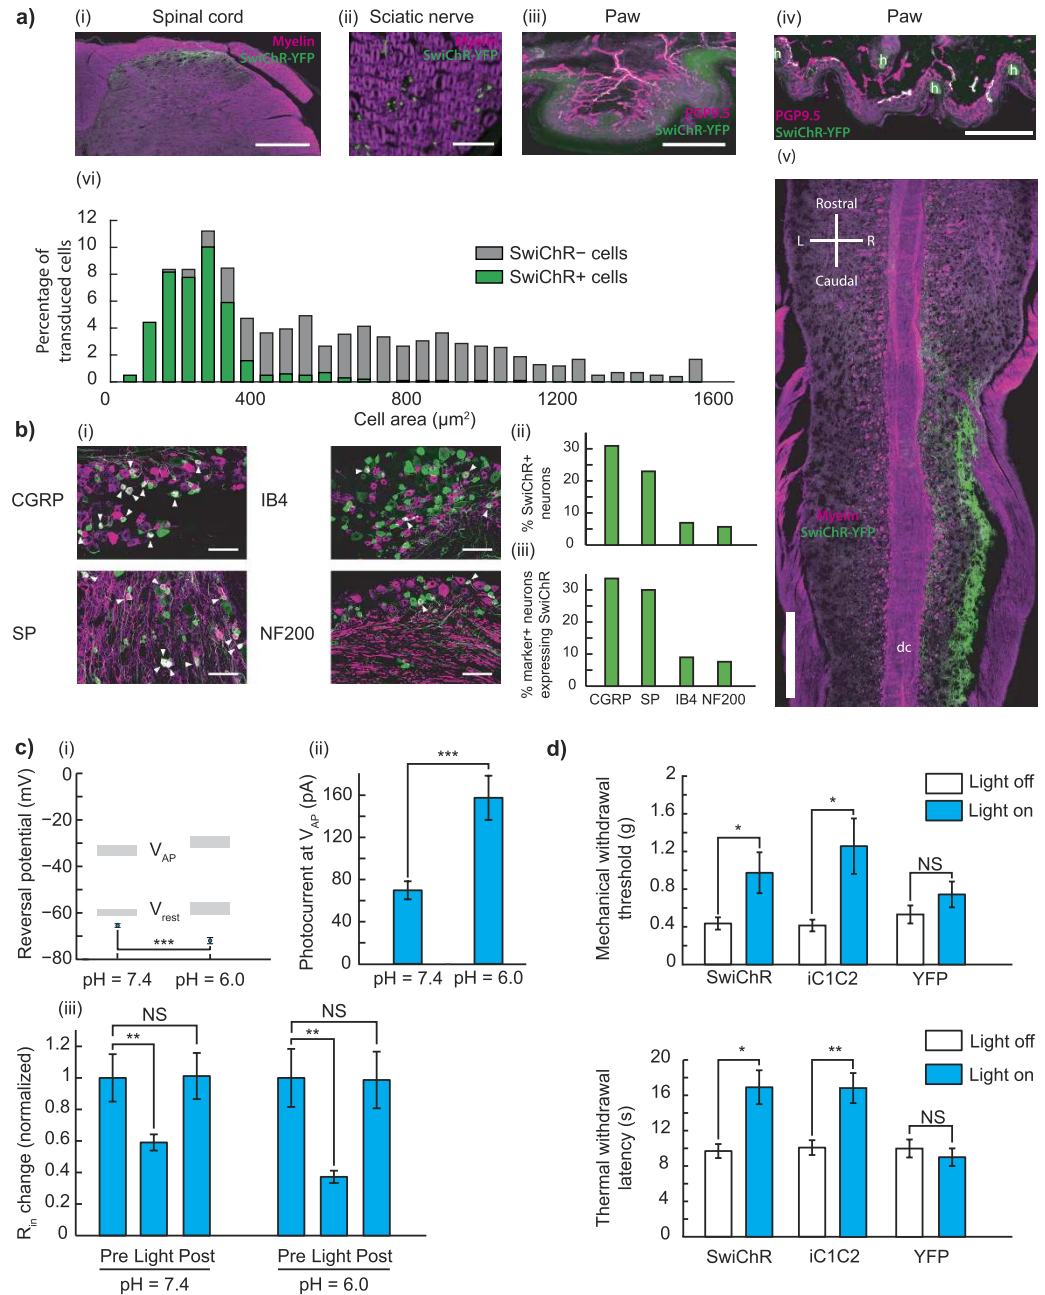 a)
(i)
Spinal cord
Myelin
SwiChR-YFP
(ii)
Sciatic nerve
Myelin
SwiChR-YFP
(iii)
Paw
PGP9.5
SwiChR-YFP
(iv)
Paw
h
h
h
h
PGP9.5
SwiChR-YFP
(v)
Rostral
L
R
Caudal
Myelin
SwiChR-YFP
dc
(vi)
Percentage of
transduced cells
12
10
8
6
4
2
0
SwiChR− cells
SwiChR+ cells
0
400
800
1200
1600
Cell area (µm²)
b)
(i)
CGRP
IB4
SP
NF200
(ii)
% SwiChR+
neurons
30
20
10
0
(iii)
% marker+ neurons
expressing SwiChR
30
20
10
0
CGRP SP IB4 NF200
c)
(i)
Reversal potential (mV)
0
−20
−40
−60
−80
V_AP
V_rest
***
pH = 7.4
pH = 6.0
(ii)
Photocurrent at V_AP (pA)
160
120
80
40
0
***
pH = 7.4
pH = 6.0
(iii)
R_in change (normalized)
1.2
1
0.8
0.6
0.4
0.2
0
NS
**
NS
**
Pre Light Post
pH = 7.4
Pre Light Post
pH = 6.0
d)
Mechanical withdrawal
threshold (g)
2
1.6
1.2
0.8
0.4
0
Light off
Light on
*
*
NS
SwiChR
iC1C2
YFP
Thermal withdrawal
latency (s)
20
16
12
8
4
0
Light off
Light on
*
**
NS
SwiChR
iC1C2
YFP